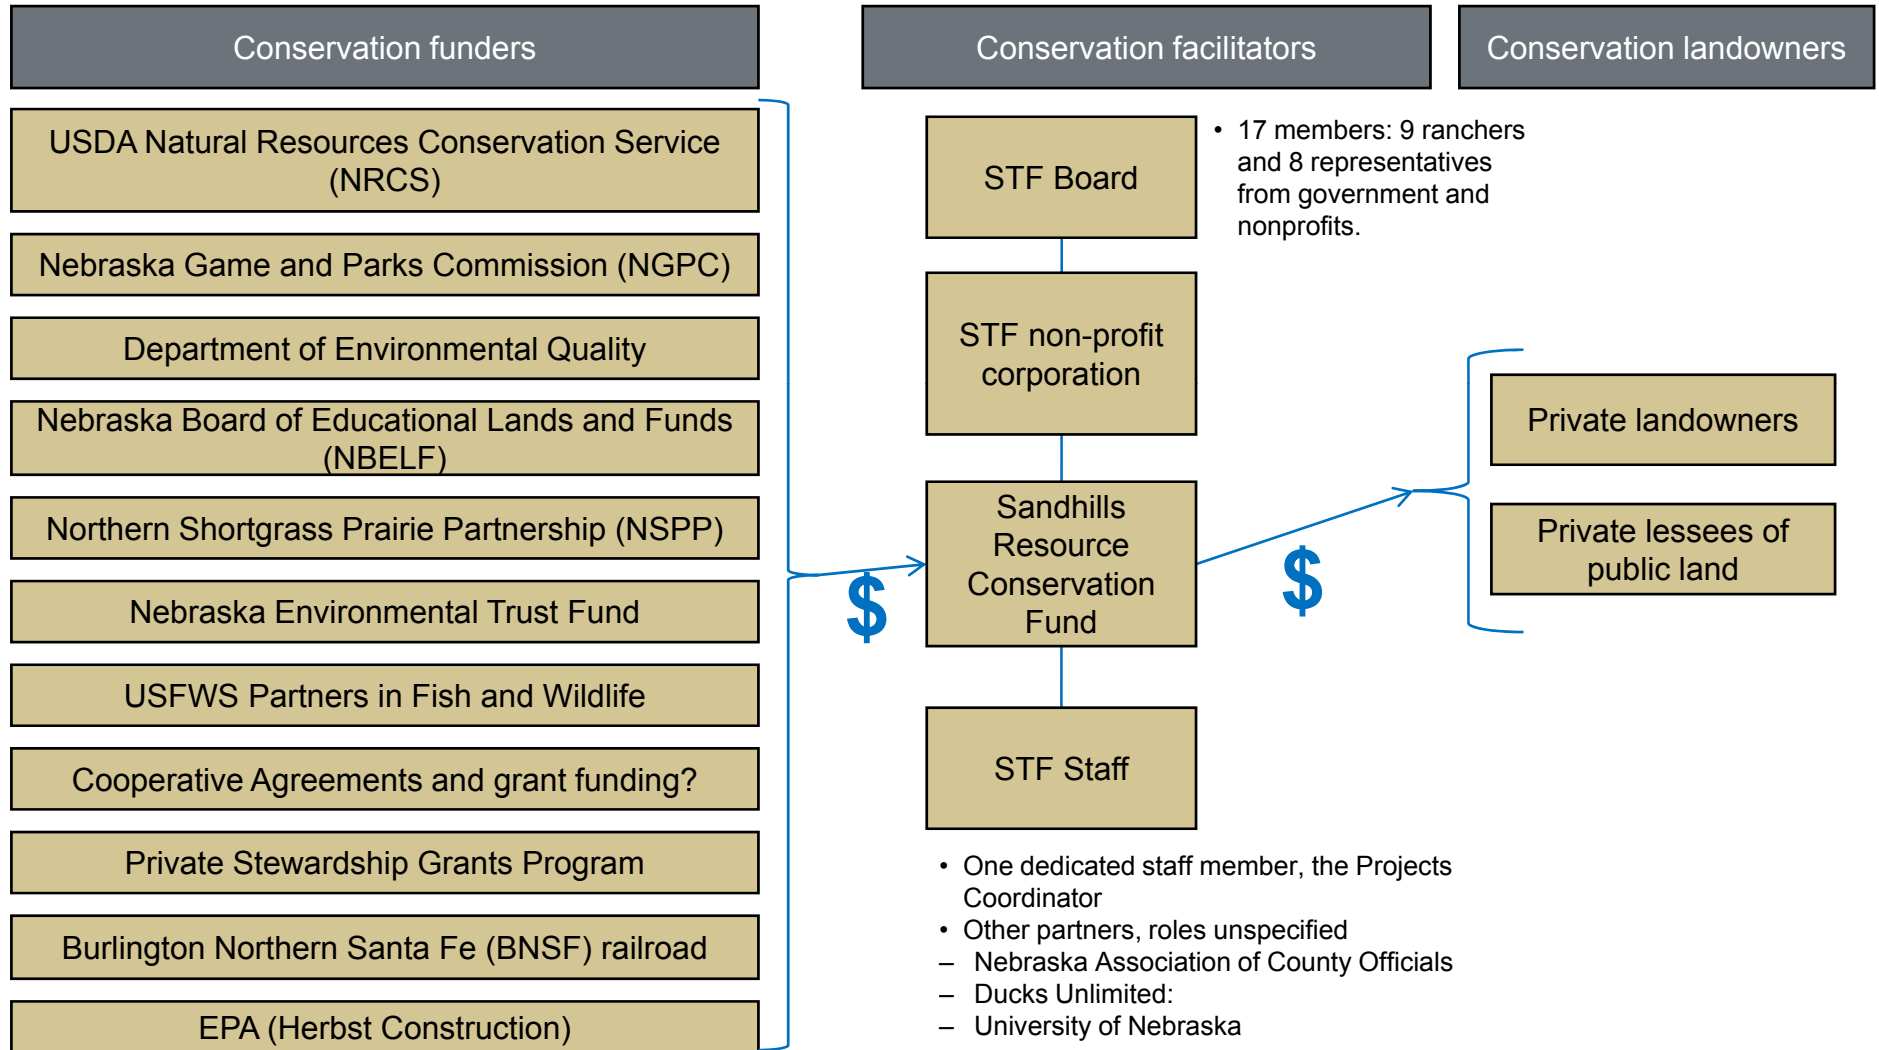 Conservation funders
Conservation facilitators
Conservation landowners
USDA Natural Resources Conservation Service
(NRCS)
Nebraska Game and Parks Commission (NGPC)
Department of Environmental Quality
Nebraska Board of Educational Lands and Funds
(NBELF)
Northern Shortgrass Prairie Partnership (NSPP)
Nebraska Environmental Trust Fund
USFWS Partners in Fish and Wildlife
Cooperative Agreements and grant funding?
Private Stewardship Grants Program
Burlington Northern Santa Fe (BNSF) railroad
EPA (Herbst Construction)
$
STF Board
• 17 members: 9 ranchers
and 8 representatives
from government and
nonprofits.
STF non-profit
corporation
Sandhills
Resource
Conservation
Fund
STF Staff
• One dedicated staff member, the Projects
Coordinator
• Other partners, roles unspecified
– Nebraska Association of County Officials
– Ducks Unlimited:
– University of Nebraska
$
Private landowners
Private lessees of
public land